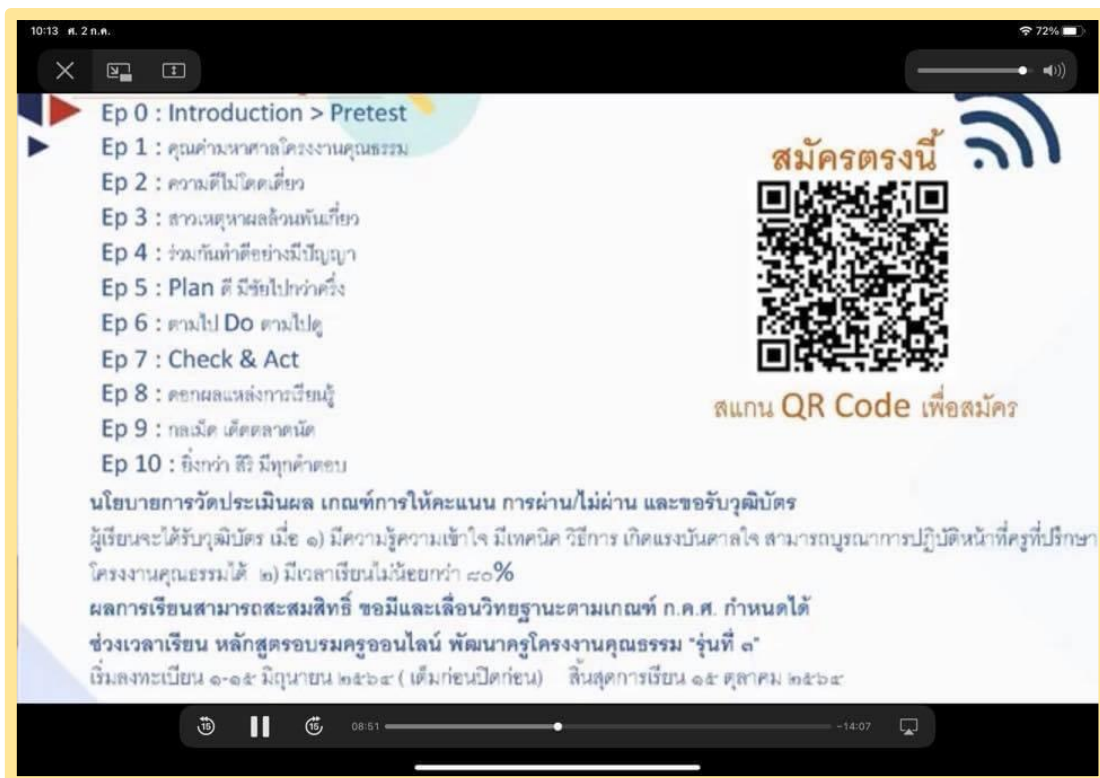 10:13 ศ. 2 ก.ค.
72%
Ep 0 : Introduction > Pretest
Ep 1 : คุณค่ามหาศาลโครงงานคุณธรรม
Ep 2 : ความดีไม่โดดเดี่ยว
Ep 3 : สาวเหตุหาผลล้วนพันเกี่ยว
Ep 4 : ร่วมกันทำดีอย่างมีปัญญา
Ep 5 : Plan ดี มีชัยไปกว่าครึ่ง
Ep 6 : ตามไป Do ตามไปดู
Ep 7 : Check & Act
Ep 8 : ดอกผลแหล่งการเรียนรู้
Ep 9 : กลเม็ด เด็ดตลาดนัด
Ep 10 : ยิ่งกว่า สิริ มีทุกคำตอบ
สมัครตรงนี้
สแกน QR Code เพื่อสมัคร
นโยบายการวัดประเมินผล เกณฑ์การให้คะแนน การผ่าน/ไม่ผ่าน และขอรับวุฒิบัตร
ผู้เรียนจะได้รับวุฒิบัตร เมื่อ ๑) มีความรู้ความเข้าใจ มีเทคนิค วิธีการ เกิดแรงบันดาลใจ สามารถบูรณาการปฏิบัติหน้าที่ครูที่ปรึกษา
โครงงานคุณธรรมได้ ๒) มีเวลาเรียนไม่น้อยกว่า ๘๐%
ผลการเรียนสามารถสะสมสิทธิ์ ขอมีและเลื่อนวิทยฐานะตามเกณฑ์ ก.ค.ศ. กำหนดได้
ช่วงเวลาเรียน หลักสูตรอบรมครูออนไลน์ พัฒนาครูโครงงานคุณธรรม "รุ่นที่ ๑"
เริ่มลงทะเบียน ๑-๑๕ มิถุนายน ๒๕๖๔ ( เต็มก่อนปิดก่อน) สิ้นสุดการเรียน ๑๕ ตุลาคม ๒๕๖๔
15
15
08:51
-14:07